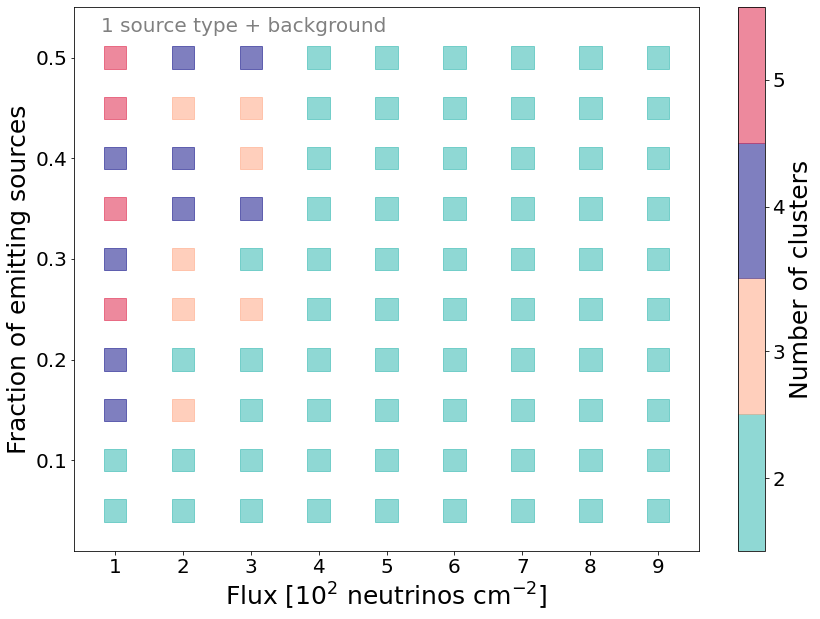 1 source type + background
0.5
0.4
0.3
0.2
0.1
Fraction of emitting sources
1 2 3 4 5 6 7 8 9
Flux [10² neutrinos cm⁻²]
5
4
3
2
Number of clusters